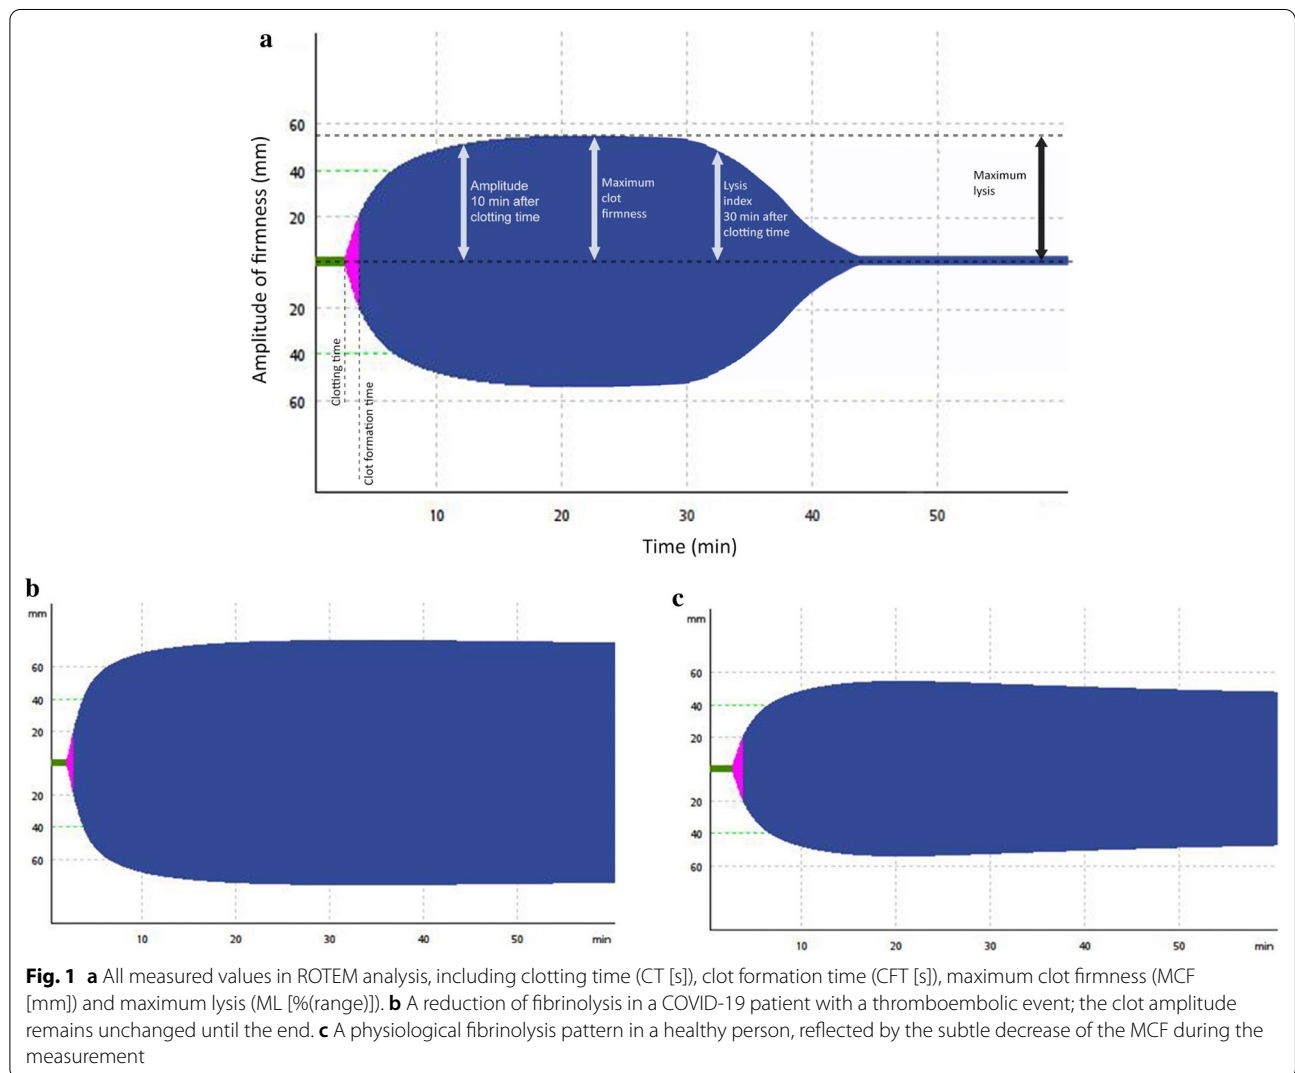 a
Amplitude of firmness (mm)
60
40
20
20
40
60
Amplitude
10 min after
clotting time
Maximum
clot
firmness
Lysis
index
30 min after
clotting time
Maximum
lysis
Clotting time
Clot formation time
10 20 30 40 50
Time (min)
b
mm
60
40
20
20
40
60
10 20 30 40 50 min
c
mm
60
40
20
20
40
60
10 20 30 40 50 min
Fig. 1 a All measured values in ROTEM analysis, including clotting time (CT [s]), clot formation time (CFT [s]), maximum clot firmness (MCF
[mm]) and maximum lysis (ML [%(range)]). b A reduction of fibrinolysis in a COVID-19 patient with a thromboembolic event; the clot amplitude
remains unchanged until the end. c A physiological fibrinolysis pattern in a healthy person, reflected by the subtle decrease of the MCF during the
measurement